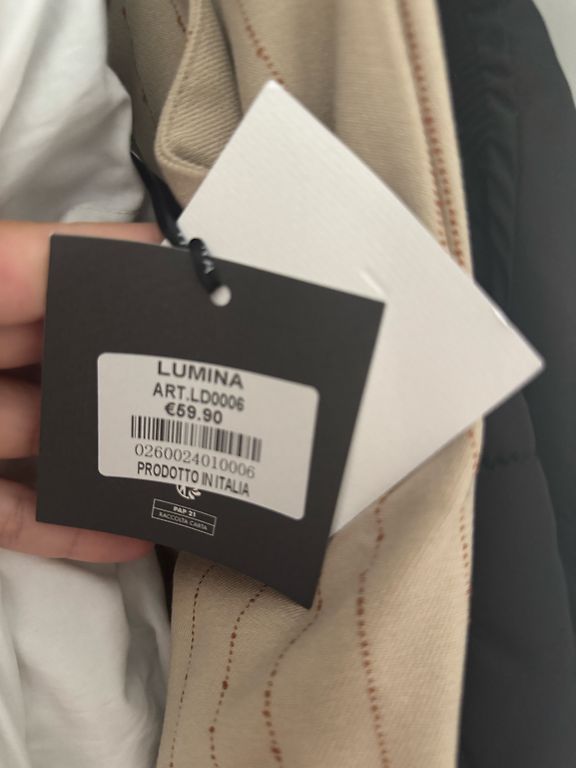 LUMINA
ART.LD0006
€59.90
0260024010006
PRODOTTO IN ITALIA
PAP 21
RACCOLTA CARTA